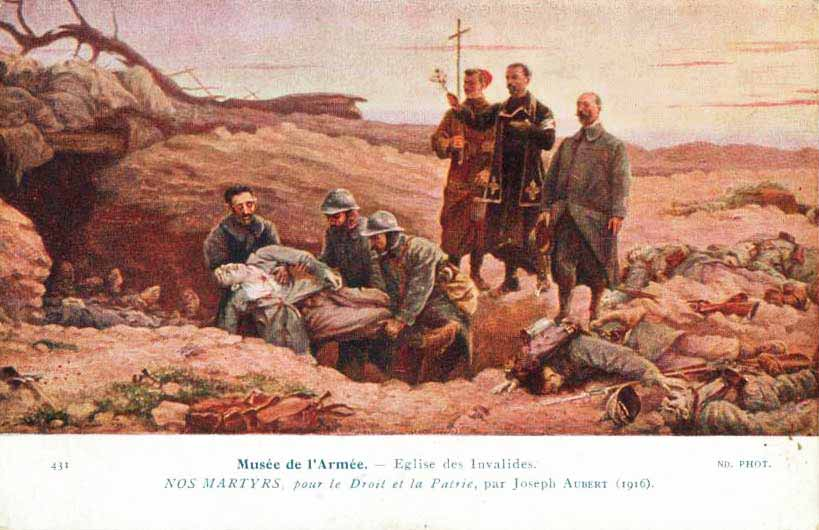 431 Musée de l'Armée. — Eglise des Invalides. ND. PHOT.
NOS MARTYRS, pour le Droit et la Patrie, par Joseph AUBERT (1916).